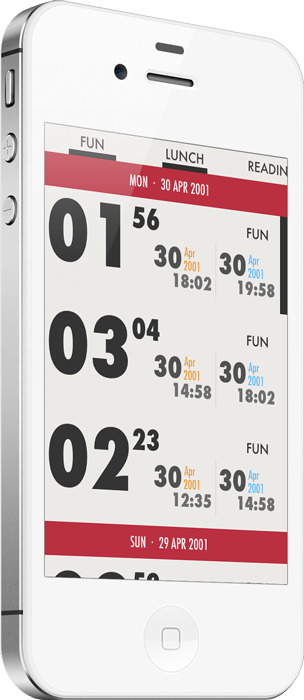 FUN LUNCH READIN
MON · 30 APR 2001
01 56 FUN
30 Apr 2001 18:02 30 Apr 2001 19:58
03 04 FUN
30 Apr 2001 14:58 30 Apr 2001 18:02
02 23 FUN
30 Apr 2001 12:35 30 Apr 2001 14:58
SUN · 29 APR 2001